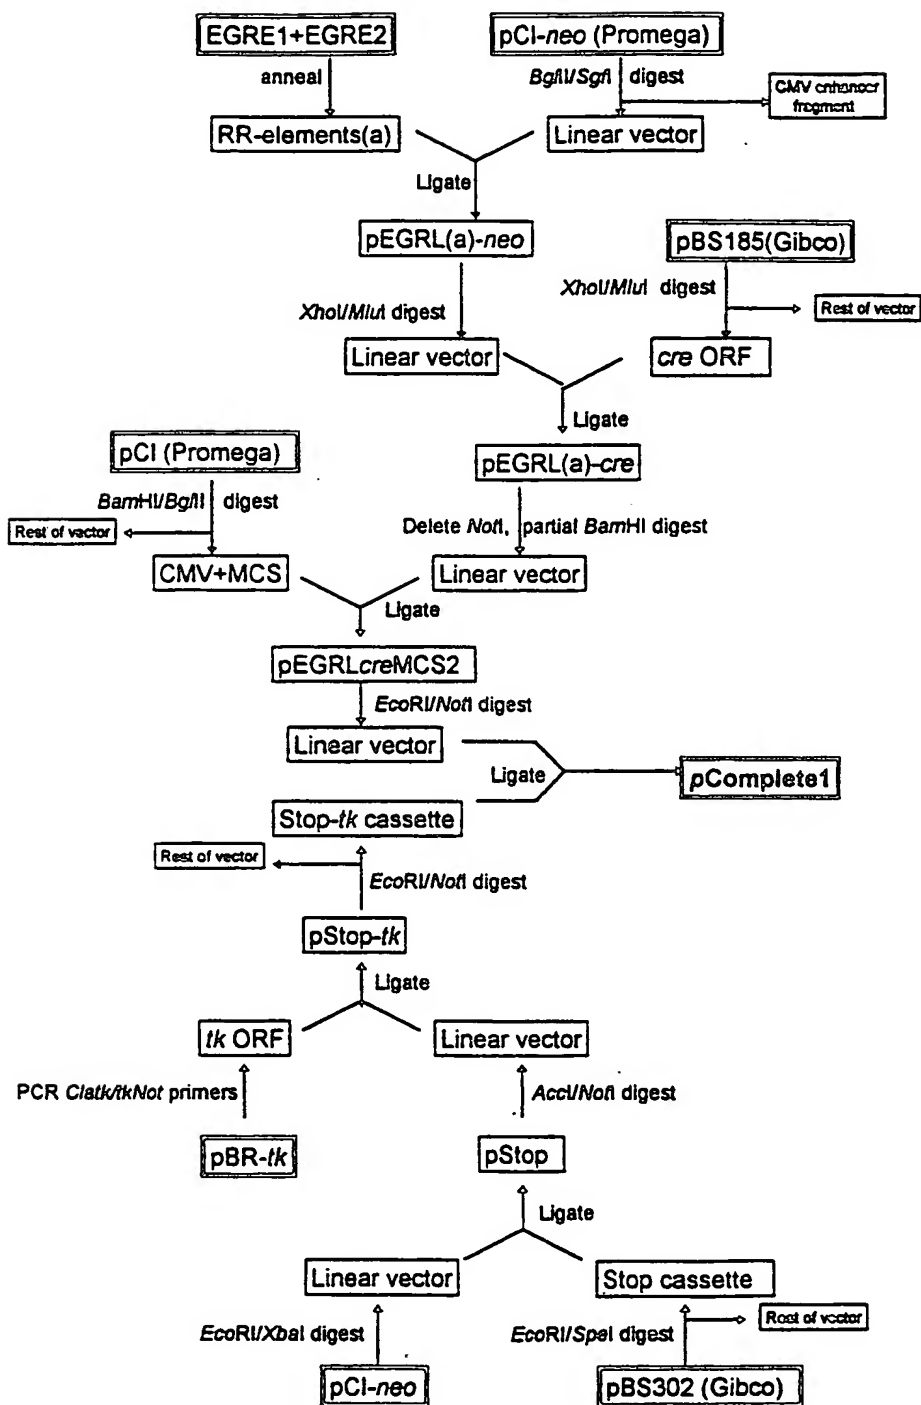 EGRE1+EGRE2
pCI-neo (Promega)
anneal
BglII/SgfI digest
CMV enhancer
fragment
RR-elements(a)
Linear vector
Ligate
pEGRL(a)-neo
pBS185(Gibco)
XhoI/MluI digest
XhoI/MluI digest
Rest of vector
Linear vector
cre ORF
Ligate
pCI (Promega)
pEGRL(a)-cre
BamHI/BglII digest
Delete NotI, partial BamHI digest
Rest of vector
CMV+MCS
Linear vector
Ligate
pEGRLcreMCS2
EcoRI/NotI digest
Linear vector
Ligate
pComplete1
Stop-tk cassette
Rest of vector
EcoRI/NotI digest
pStop-tk
Ligate
tk ORF
Linear vector
PCR Clatk/tkNot primers
AccI/NotI digest
pBR-tk
pStop
Ligate
Linear vector
Stop cassette
EcoRI/XbaI digest
EcoRI/SpeI digest
Rest of vector
pCI-neo
pBS302 (Gibco)